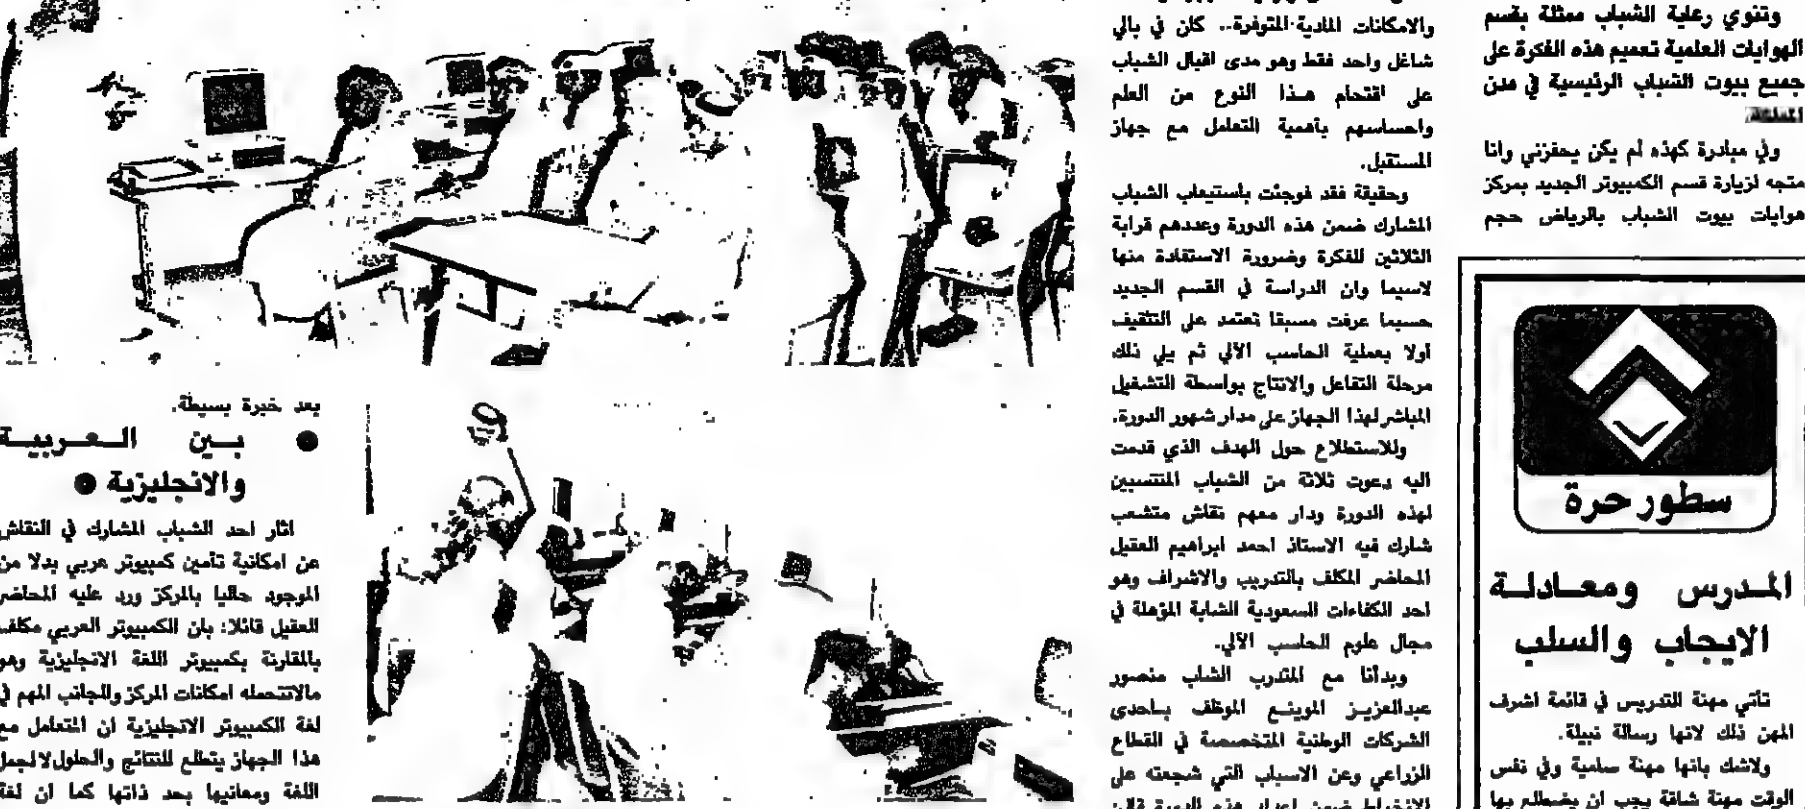 وتنوي رعاية الشباب ممثلة بقسم
الهوايات العلمية تعميم هذه الفكرة على
جميع بيوت الشباب الرئيسية في مدن
المملكة
وفي مبادرة كهذه لم يكن يحفزني وانا
متجه لزيارة قسم الكمبيوتر الجديد بمركز
هوايات بيوت الشباب بالرياض حجم
والامكانات المادية المتوفرة.. كان في بالي
شاغل واحد فقط وهو مدى اقبال الشباب
على اقتحام هذا النوع من العلم
واحساسهم بأهمية التعامل مع جهاز
المستقبل.
وحقيقة فقد فوجئت باستيعاب الشباب
المشارك ضمن هذه الدورة وعددهم قرابة
الثلاثين للفكرة وضرورة الاستفادة منها
لاسيما وان الدراسة في القسم الجديد
حسبما عرفت مسبقا تعتمد على التثقيف
أولا بعملية الحاسب الآلي ثم يلي ذلك
مرحلة التفاعل والانتاج بواسطة التشغيل
المباشر لهذا الجهاز على مدار شهور الدورة.
وللاستطلاع حول الهدف الذي قدمت
اليه دعوت ثلاثة من الشباب المنتسبين
لهذه الدورة ودار معهم نقاش متشعب
شارك فيه الاستاذ احمد ابراهيم العقيل
المحاضر المكلف بالتدريب والاشراف وهو
احد الكفاءات السعودية الشابة المؤهلة في
مجال علوم الحاسب الآلي.
وبدأنا مع المتدرب الشاب منصور
عبدالعزيز الموينع الموظف باحدى
الشركات الوطنية المتخصصة في القطاع
الزراعي وعن الاسباب التي شجعته على
بعد خبرة بسيطة.
● بين العربية
والانجليزية ●
اثار احد الشباب المشارك في النقاش
عن امكانية تأمين كمبيوتر عربي بدلا من
الموجود حاليا بالمركز ورد عليه المحاضر
العقيل قائلا: بان الكمبيوتر العربي مكلف
بالمقارنة بكمبيوتر اللغة الانجليزية وهو
مالاتتحمله امكانات المركز والجانب المهم في
لغة الكمبيوتر الانجليزية ان المتعامل مع
هذا الجهاز يتطلع للنتائج والحلول لا لجمل
اللغة ومعانيها بحد ذاتها كما ان لغة
سطور حرة
المدرس ومعادلة
الايجاب والسلب
تأتي مهنة التدريس في قائمة اشرف
المهن ذلك لانها رسالة نبيلة.
ولاشك بانها مهنة سامية وفي نفس
الوقت مهنة شاقة يجب ان يضطلع بها